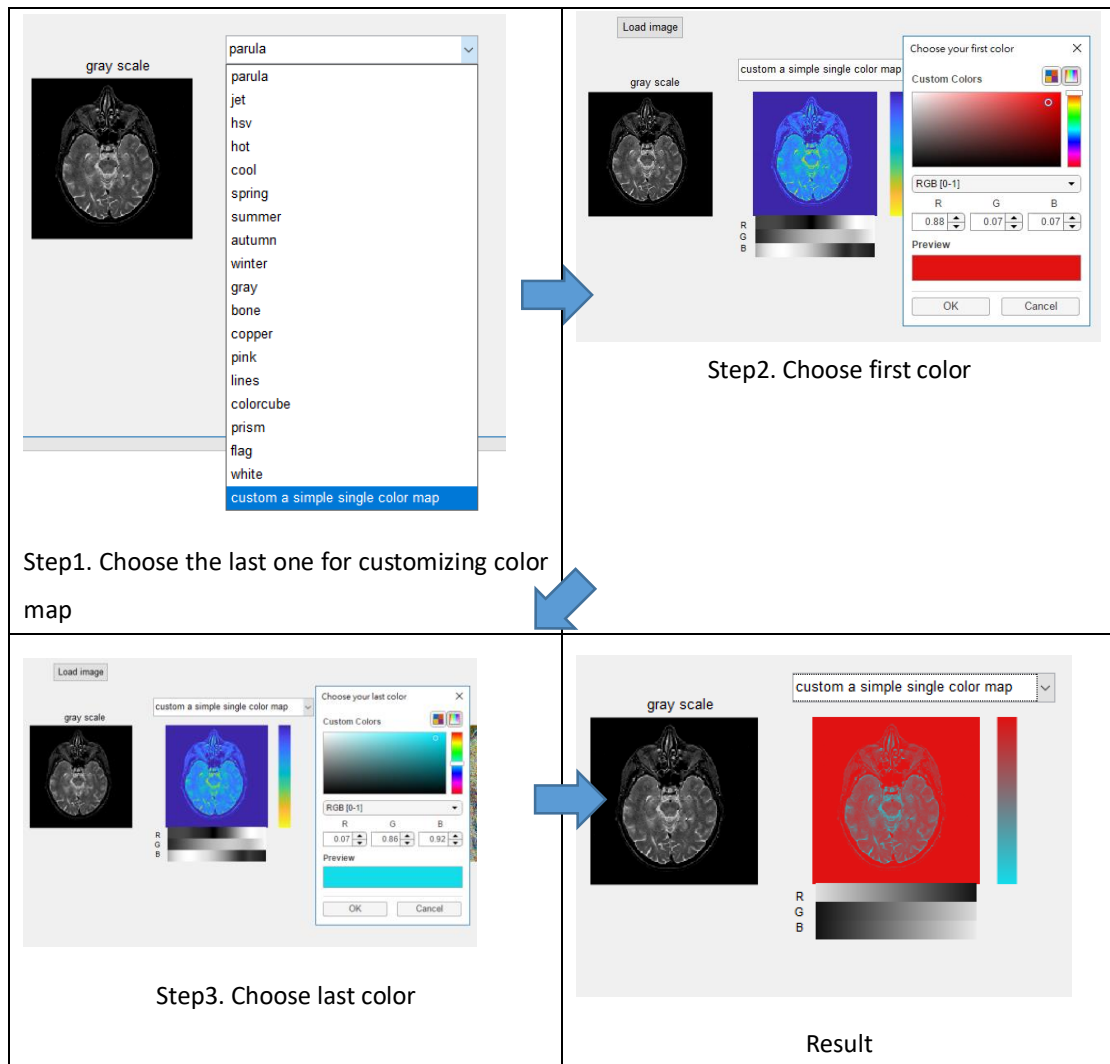 parula
gray scale
parula
jet
hsv
hot
cool
spring
summer
autumn
winter
gray
bone
copper
pink
lines
colorcube
prism
flag
white
custom a simple single color map
Step1. Choose the last one for customizing color
map
Load image
gray scale
custom a simple single color map
R
G
B
Choose your first color
Custom Colors
RGB [0-1]
R G B
0.88 0.07 0.07
Preview
OK Cancel
Step2. Choose first color
Load image
gray scale
custom a simple single color map
R
G
B
Choose your last color
Custom Colors
RGB [0-1]
R G B
0.07 0.86 0.92
Preview
OK Cancel
Step3. Choose last color
gray scale
custom a simple single color map
R
G
B
Result